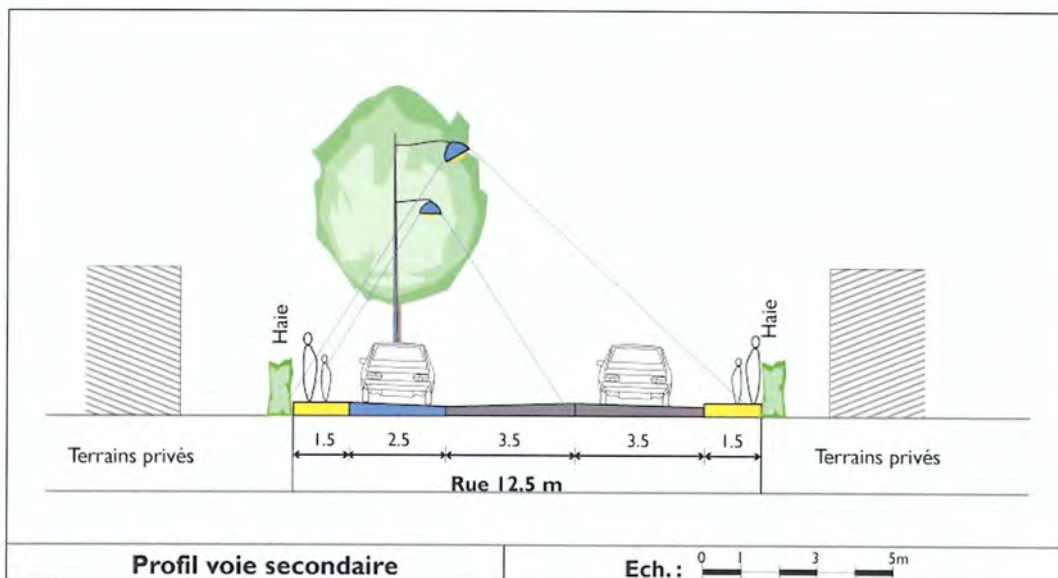 Haie
Haie
1.5 2.5 3.5 3.5 1.5
Terrains privés
Terrains privés
Rue 12.5 m
Profil voie secondaire
Ech. : 0 1 3 5m